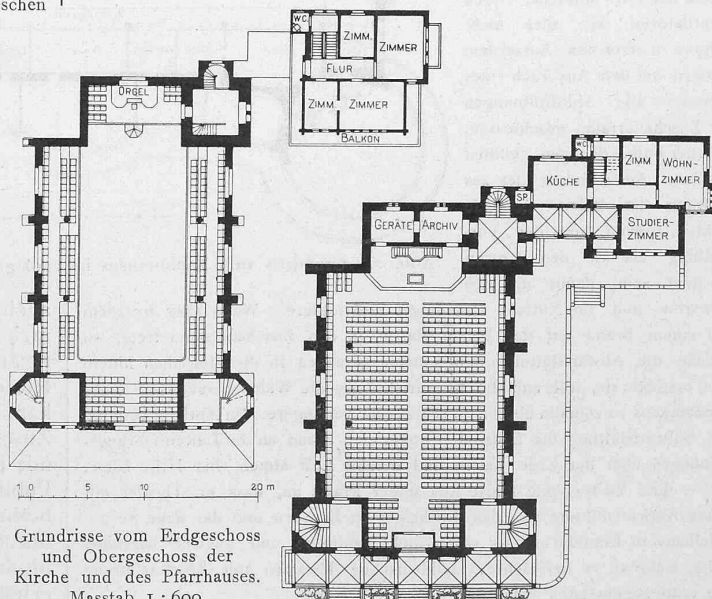 schen
WC.
ZIMM.
ZIMMER
FLUR
ZIMM.
ZIMMER
BALKON
ORGEL
WC
KÜCHE
ZIMM.
WOHN-
ZIMMER
SP.
GERÄTE
ARCHIV
STUDIER-
ZIMMER
0 5 10 20 m
Grundrisse vom Erdgeschoss
und Obergeschoss der
Kirche und des Pfarrhauses.
Masstab 1 : 600.